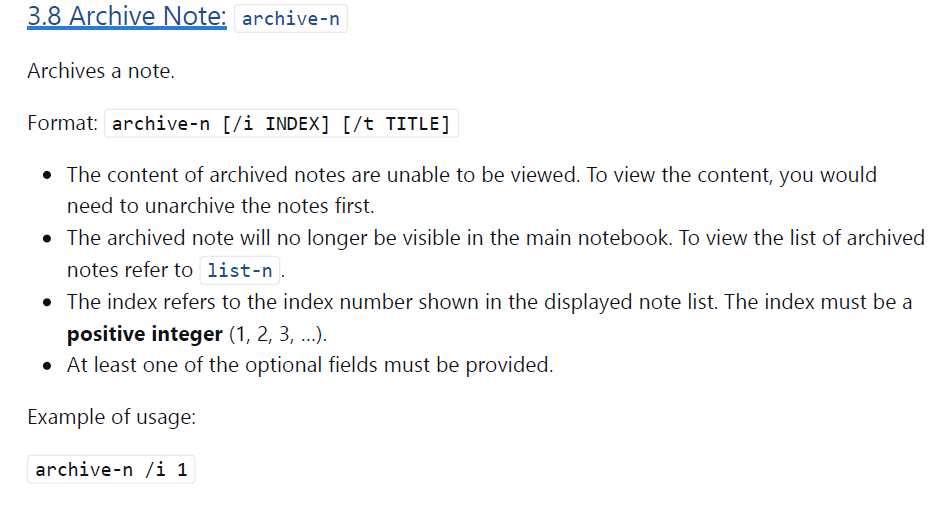 3.8 Archive Note: archive-n
Archives a note.
Format: archive-n [/i INDEX] [/t TITLE]
• The content of archived notes are unable to be viewed. To view the content, you would
need to unarchive the notes first.
• The archived note will no longer be visible in the main notebook. To view the list of archived
notes refer to list-n.
• The index refers to the index number shown in the displayed note list. The index must be a
positive integer (1, 2, 3, ...).
• At least one of the optional fields must be provided.
Example of usage:
archive-n /i 1